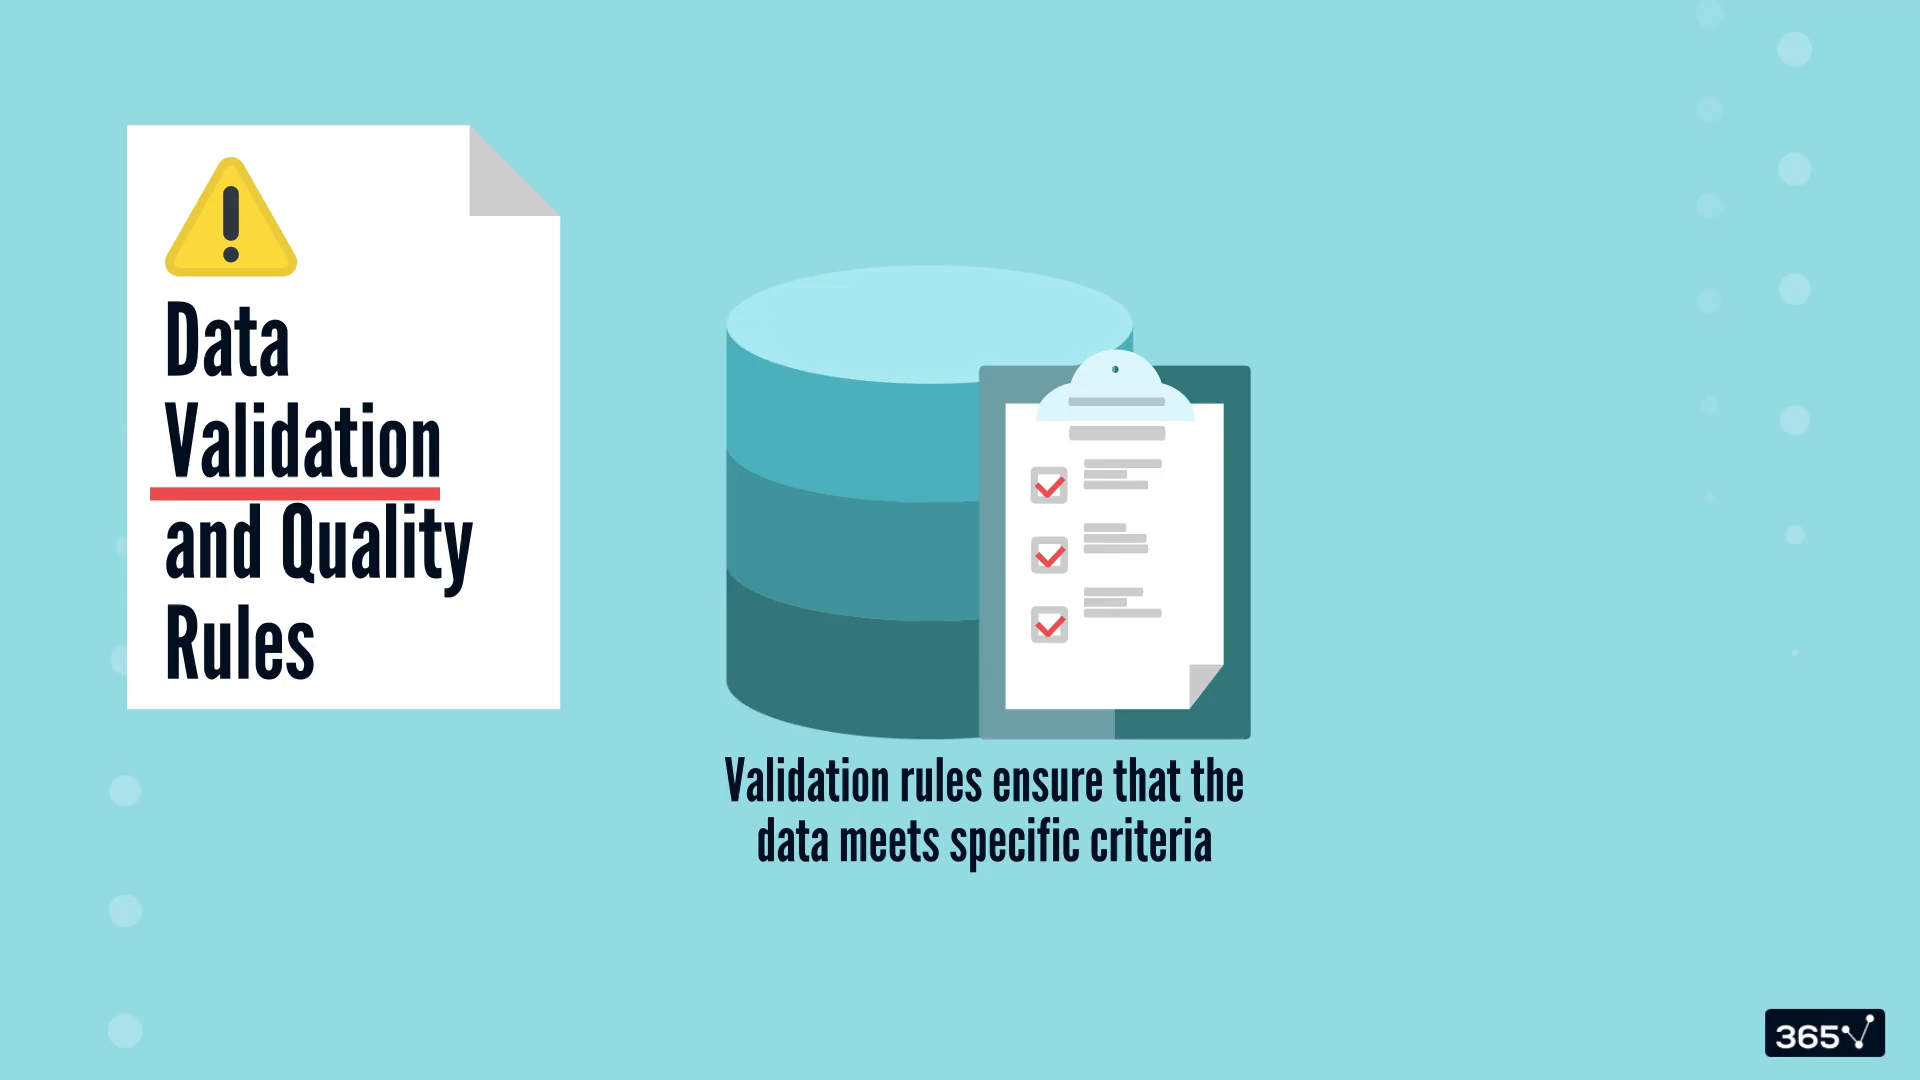 Data
Validation
and Quality
Rules
Validation rules ensure that the
data meets specific criteria
365